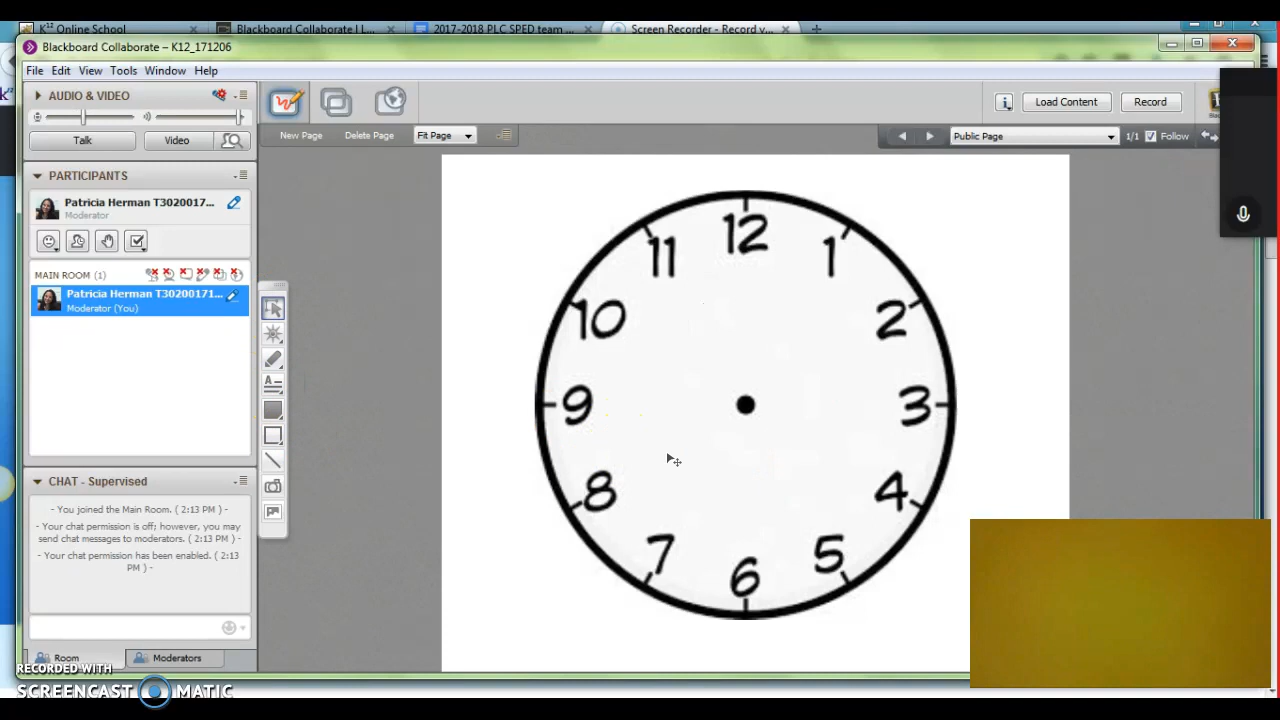 K¹² Online School
Blackboard Collaborate | L...
2017-2018 PLC SPED team ...
Screen Recorder - Record v...
Blackboard Collaborate – K12_171206
File Edit View Tools Window Help
AUDIO & VIDEO
Load Content
Record
New Page
Delete Page
Fit Page
Public Page
1/1
Follow
Talk
Video
PARTICIPANTS
Patricia Herman T3020017...
Moderator
MAIN ROOM (1)
Patricia Herman T30200171...
Moderator (You)
CHAT - Supervised
- You joined the Main Room. ( 2:13 PM ) -
- Your chat permission is off; however, you may
send chat messages to moderators. ( 2:13 PM ) -
- Your chat permission has been enabled. ( 2:13
PM ) -
Room
Moderators
12
11
1
10
2
9
3
8
4
7
5
6
RECORDED WITH
SCREENCAST MATIC